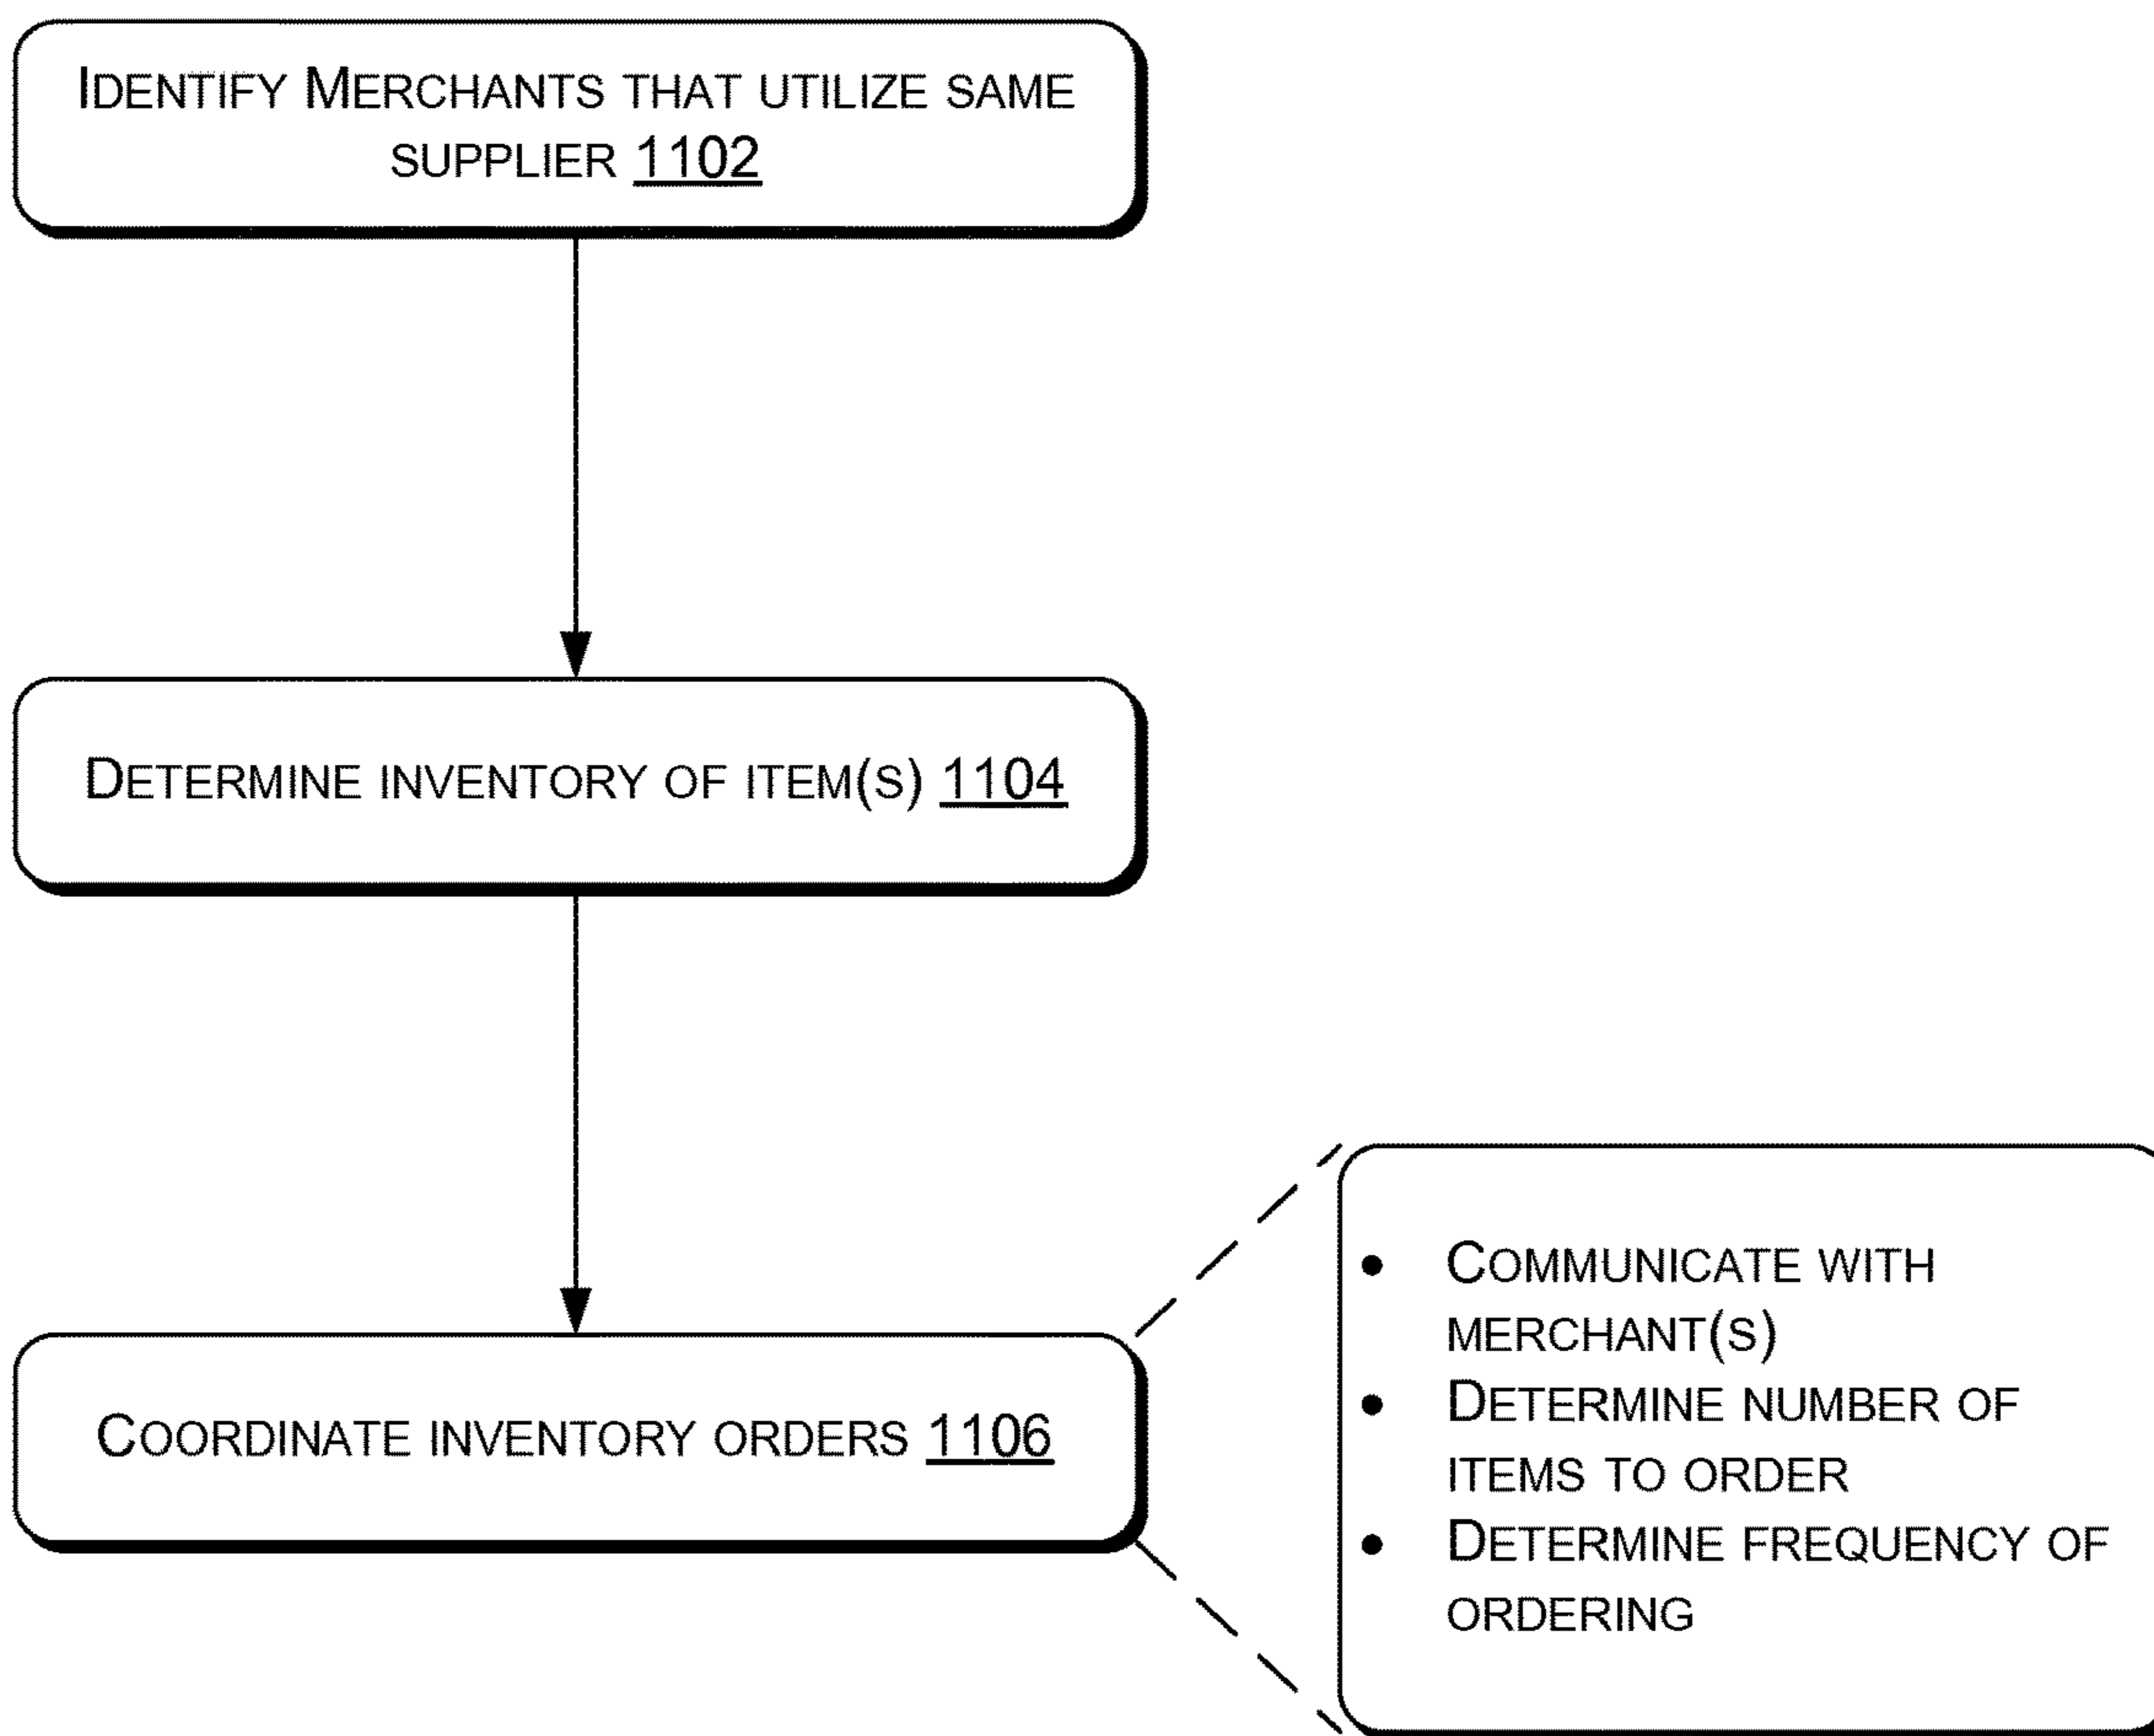 IDENTIFY MERCHANTS THAT UTILIZE SAME
SUPPLIER 1102
DETERMINE INVENTORY OF ITEM(S) 1104
COORDINATE INVENTORY ORDERS 1106
• COMMUNICATE WITH
MERCHANT(S)
• DETERMINE NUMBER OF
ITEMS TO ORDER
• DETERMINE FREQUENCY OF
ORDERING